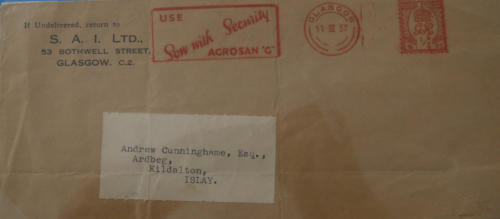 If Undelivered, return to
S. A. I. LTD.,
53 BOTHWELL STREET,
GLASGOW. C.2.
USE
Sow with Security
AGROSAN "G"
GLASGOW
Andrew Cunninghame, Esq.,
Ardbeg,
Kildalton,
ISLAY.